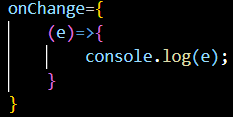 onChange={
(e)=>{
console.log(e);
}
}